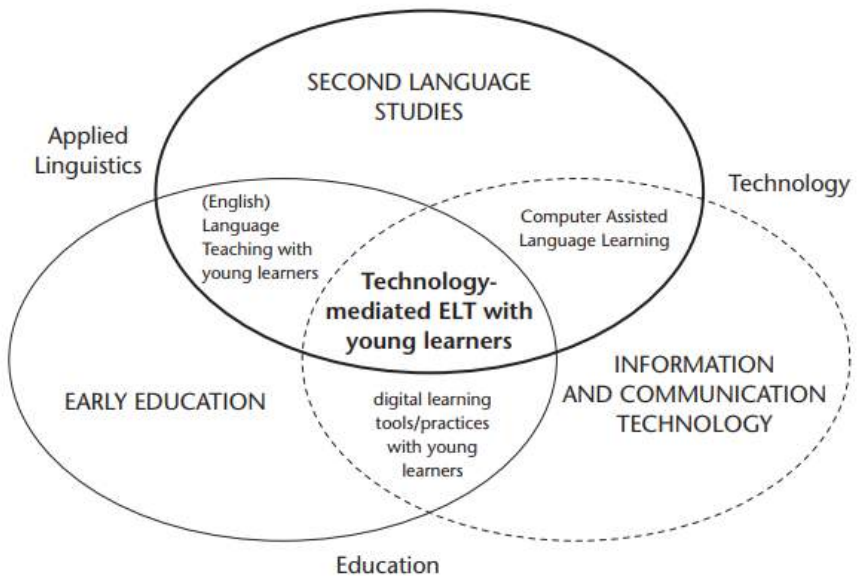 SECOND LANGUAGE
STUDIES
Applied
Linguistics
Technology
(English)
Language
Teaching with
young learners
Computer Assisted
Language Learning
Technology-
mediated ELT with
young learners
EARLY EDUCATION
INFORMATION
AND COMMUNICATION
TECHNOLOGY
digital learning
tools/practices
with young
learners
Education